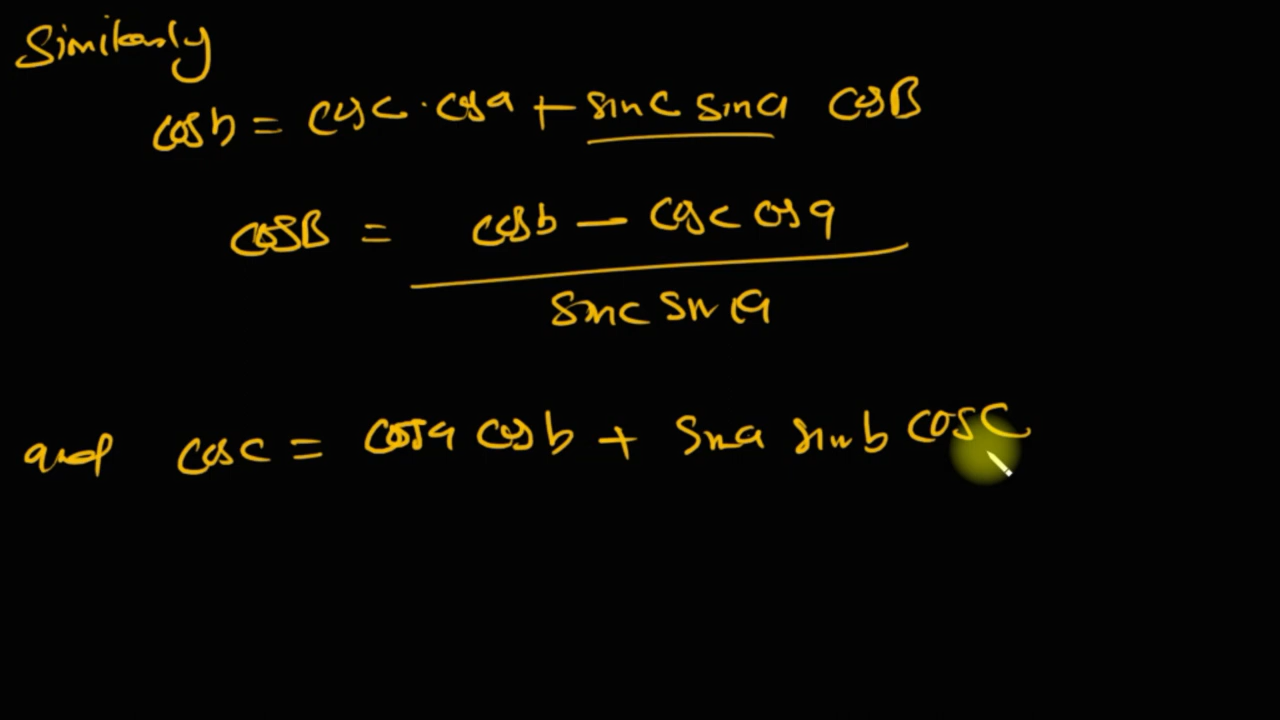 Similarly
cos b = cos c · cos a + sin c sin a cos B
cos B = cos b − cos c cos a
sin c sin a
and cos c = cos a cos b + sin a sin b cos C